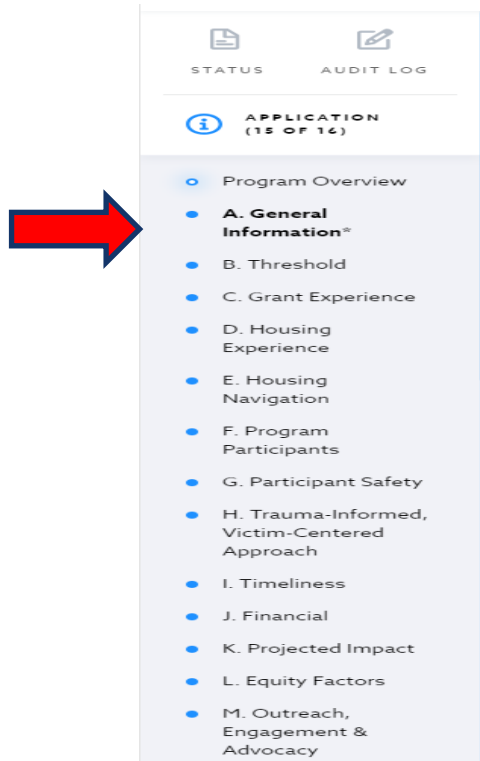 STATUS
AUDIT LOG
APPLICATION
(15 OF 16)
Program Overview
A. General
Information*
B. Threshold
C. Grant Experience
D. Housing
Experience
E. Housing
Navigation
F. Program
Participants
G. Participant Safety
H. Trauma-Informed,
Victim-Centered
Approach
I. Timeliness
J. Financial
K. Projected Impact
L. Equity Factors
M. Outreach,
Engagement &
Advocacy